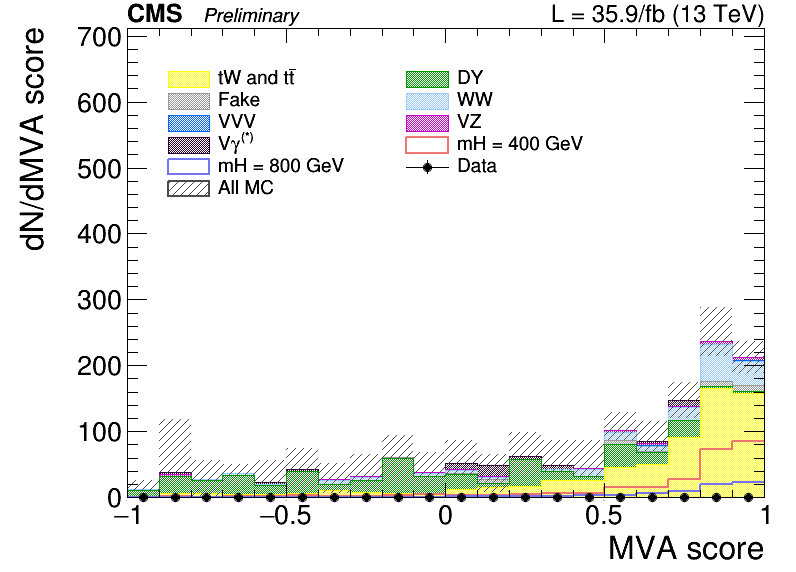 CMS Preliminary L = 35.9/fb (13 TeV)
dN/dMVA score
700
600
500
400
300
200
100
0
tW and tt̄
Fake
VVV
Vγ(*)
mH = 800 GeV
All MC
DY
WW
VZ
mH = 400 GeV
Data
−1 −0.5 0 0.5 1
MVA score